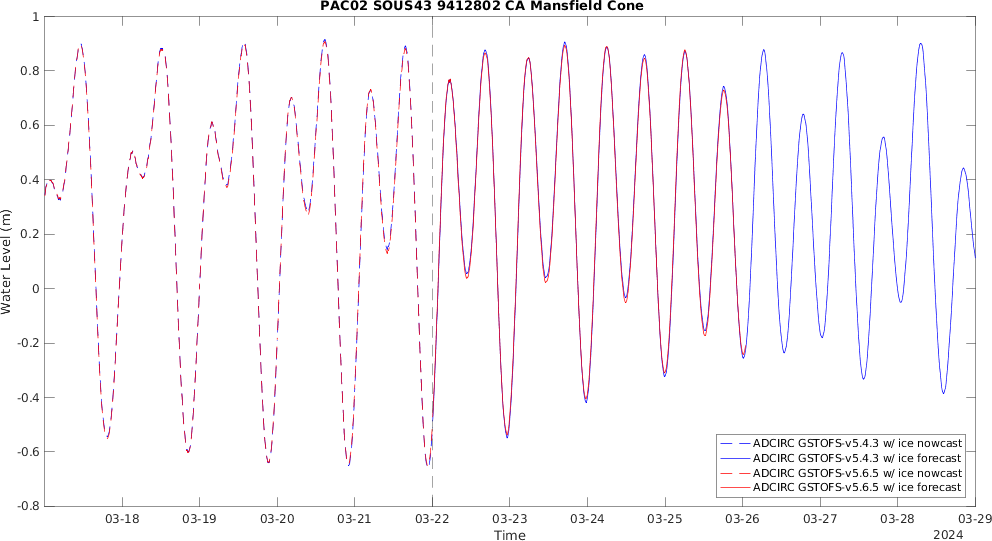 PAC02 SOUS43 9412802 CA Mansfield Cone
1
0.8
0.6
0.4
0.2
0
-0.2
-0.4
-0.6
-0.8
Water Level (m)
ADCIRC GSTOFS-v5.4.3 w/ ice nowcast
ADCIRC GSTOFS-v5.4.3 w/ ice forecast
ADCIRC GSTOFS-v5.6.5 w/ ice nowcast
ADCIRC GSTOFS-v5.6.5 w/ ice forecast
03-18 03-19 03-20 03-21 03-22 03-23 03-24 03-25 03-26 03-27 03-28 03-29
Time
2024